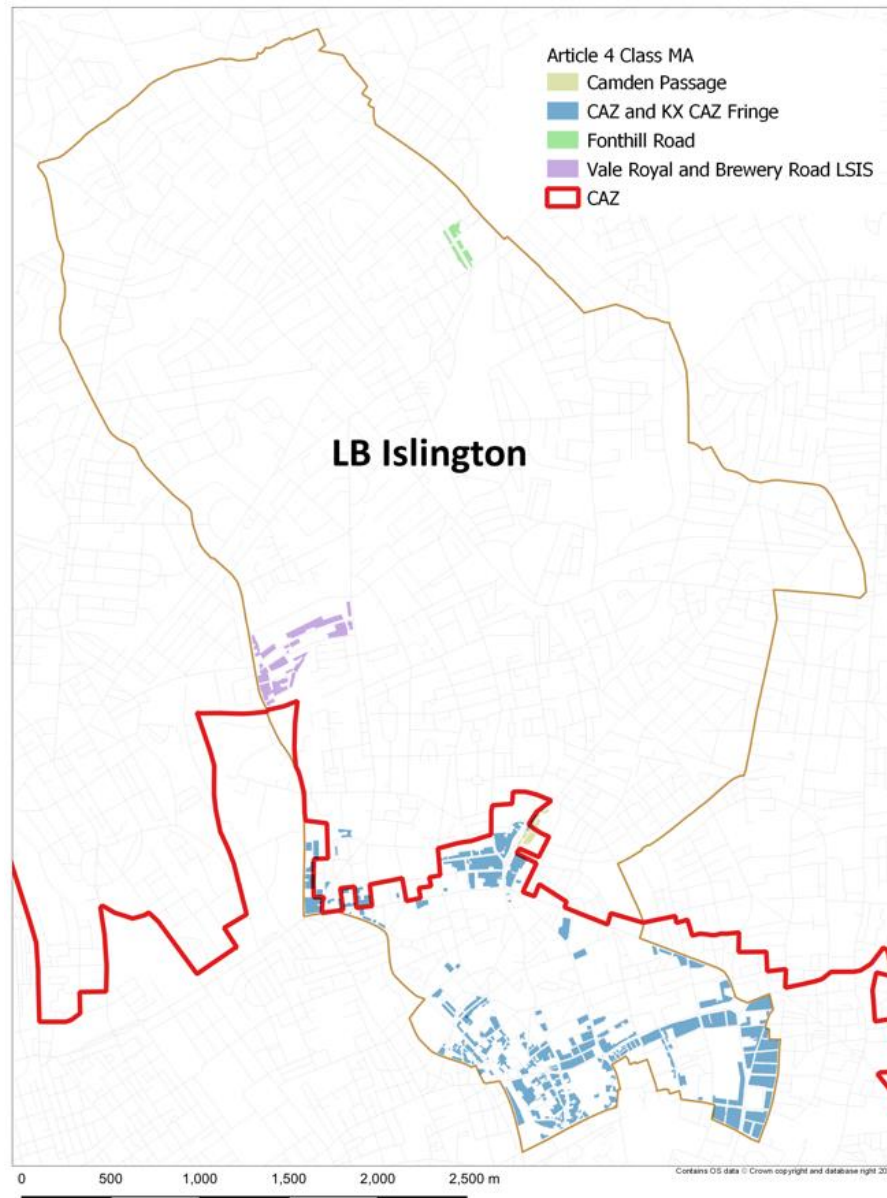 Article 4 Class MA
Camden Passage
CAZ and KX CAZ Fringe
Fonthill Road
Vale Royal and Brewery Road LSIS
CAZ
LB Islington
Contains OS data © Crown copyright and database right 20
0 500 1,000 1,500 2,000 2,500 m